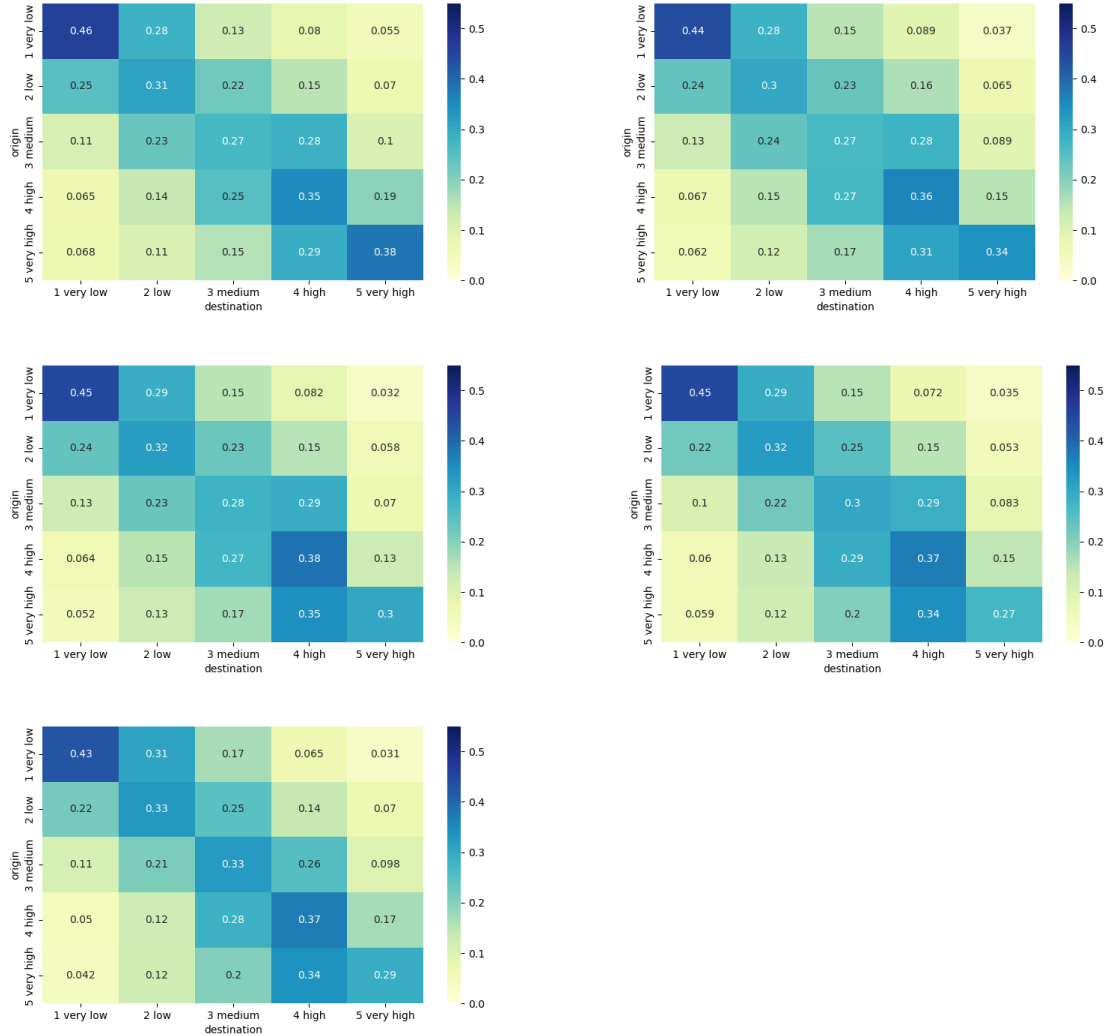 1 very low 0.46 0.28 0.13 0.08 0.055
2 low 0.25 0.31 0.22 0.15 0.07
3 medium 0.11 0.23 0.27 0.28 0.1
4 high 0.065 0.14 0.25 0.35 0.19
5 very high 0.068 0.11 0.15 0.29 0.38
origin
1 very low 2 low 3 medium 4 high 5 very high
destination
0.5
0.4
0.3
0.2
0.1
0.0
1 very low 0.44 0.28 0.15 0.089 0.037
2 low 0.24 0.3 0.23 0.16 0.065
3 medium 0.13 0.24 0.27 0.28 0.089
4 high 0.067 0.15 0.27 0.36 0.15
5 very high 0.062 0.12 0.17 0.31 0.34
origin
1 very low 2 low 3 medium 4 high 5 very high
destination
0.5
0.4
0.3
0.2
0.1
0.0
1 very low 0.45 0.29 0.15 0.082 0.032
2 low 0.24 0.32 0.23 0.15 0.058
3 medium 0.13 0.23 0.28 0.29 0.07
4 high 0.064 0.15 0.27 0.38 0.13
5 very high 0.052 0.13 0.17 0.35 0.3
origin
1 very low 2 low 3 medium 4 high 5 very high
destination
0.5
0.4
0.3
0.2
0.1
0.0
1 very low 0.45 0.29 0.15 0.072 0.035
2 low 0.22 0.32 0.25 0.15 0.053
3 medium 0.1 0.22 0.3 0.29 0.083
4 high 0.06 0.13 0.29 0.37 0.15
5 very high 0.059 0.12 0.2 0.34 0.27
origin
1 very low 2 low 3 medium 4 high 5 very high
destination
0.5
0.4
0.3
0.2
0.1
0.0
1 very low 0.43 0.31 0.17 0.065 0.031
2 low 0.22 0.33 0.25 0.14 0.07
3 medium 0.11 0.21 0.33 0.26 0.098
4 high 0.05 0.12 0.28 0.37 0.17
5 very high 0.042 0.12 0.2 0.34 0.29
origin
1 very low 2 low 3 medium 4 high 5 very high
destination
0.5
0.4
0.3
0.2
0.1
0.0